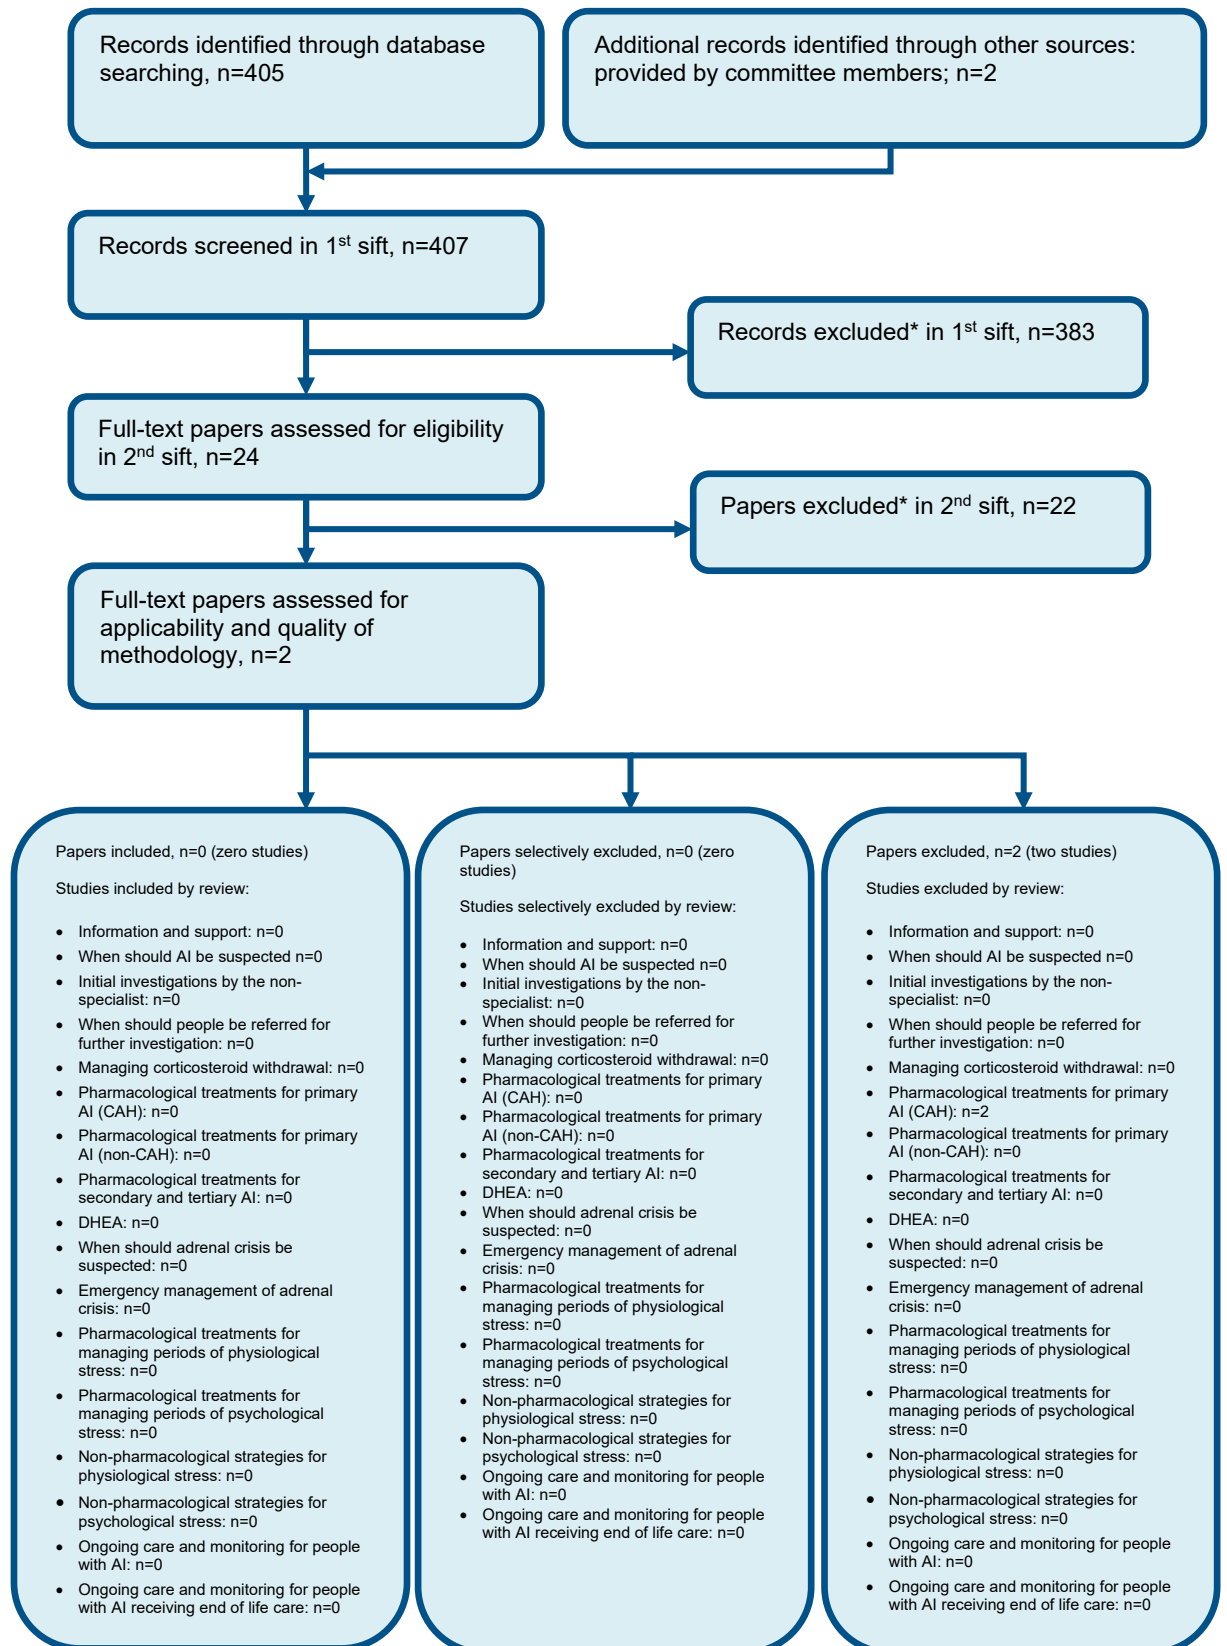 Records identified through database
searching, n=405
Additional records identified through other sources:
provided by committee members; n=2
Records screened in 1st sift, n=407
Records excluded* in 1st sift, n=383
Full-text papers assessed for eligibility
in 2nd sift, n=24
Papers excluded* in 2nd sift, n=22
Full-text papers assessed for
applicability and quality of
methodology, n=2
Papers included, n=0 (zero studies)
Studies included by review:
• Information and support: n=0
• When should AI be suspected n=0
• Initial investigations by the non-
specialist: n=0
• When should people be referred for
further investigation: n=0
• Managing corticosteroid withdrawal: n=0
• Pharmacological treatments for primary
AI (CAH): n=0
• Pharmacological treatments for primary
AI (non-CAH): n=0
• Pharmacological treatments for
secondary and tertiary AI: n=0
• DHEA: n=0
• When should adrenal crisis be
suspected: n=0
• Emergency management of adrenal
crisis: n=0
• Pharmacological treatments for
managing periods of physiological
stress: n=0
• Pharmacological treatments for
managing periods of psychological
stress: n=0
• Non-pharmacological strategies for
physiological stress: n=0
• Non-pharmacological strategies for
psychological stress: n=0
• Ongoing care and monitoring for people
with AI: n=0
• Ongoing care and monitoring for people
with AI receiving end of life care: n=0
Papers selectively excluded, n=0 (zero
studies)
Studies selectively excluded by review:
• Information and support: n=0
• When should AI be suspected n=0
• Initial investigations by the non-
specialist: n=0
• When should people be referred for
further investigation: n=0
• Managing corticosteroid withdrawal: n=0
• Pharmacological treatments for primary
AI (CAH): n=0
• Pharmacological treatments for primary
AI (non-CAH): n=0
• Pharmacological treatments for
secondary and tertiary AI: n=0
• DHEA: n=0
• When should adrenal crisis be
suspected: n=0
• Emergency management of adrenal
crisis: n=0
• Pharmacological treatments for
managing periods of physiological
stress: n=0
• Pharmacological treatments for
managing periods of psychological
stress: n=0
• Non-pharmacological strategies for
physiological stress: n=0
• Non-pharmacological strategies for
psychological stress: n=0
• Ongoing care and monitoring for people
with AI: n=0
• Ongoing care and monitoring for people
with AI receiving end of life care: n=0
Papers excluded, n=2 (two studies)
Studies excluded by review:
• Information and support: n=0
• When should AI be suspected n=0
• Initial investigations by the non-
specialist: n=0
• When should people be referred for
further investigation: n=0
• Managing corticosteroid withdrawal: n=0
• Pharmacological treatments for primary
AI (CAH): n=2
• Pharmacological treatments for primary
AI (non-CAH): n=0
• Pharmacological treatments for
secondary and tertiary AI: n=0
• DHEA: n=0
• When should adrenal crisis be
suspected: n=0
• Emergency management of adrenal
crisis: n=0
• Pharmacological treatments for
managing periods of physiological
stress: n=0
• Pharmacological treatments for
managing periods of psychological
stress: n=0
• Non-pharmacological strategies for
physiological stress: n=0
• Non-pharmacological strategies for
psychological stress: n=0
• Ongoing care and monitoring for people
with AI: n=0
• Ongoing care and monitoring for people
with AI receiving end of life care: n=0